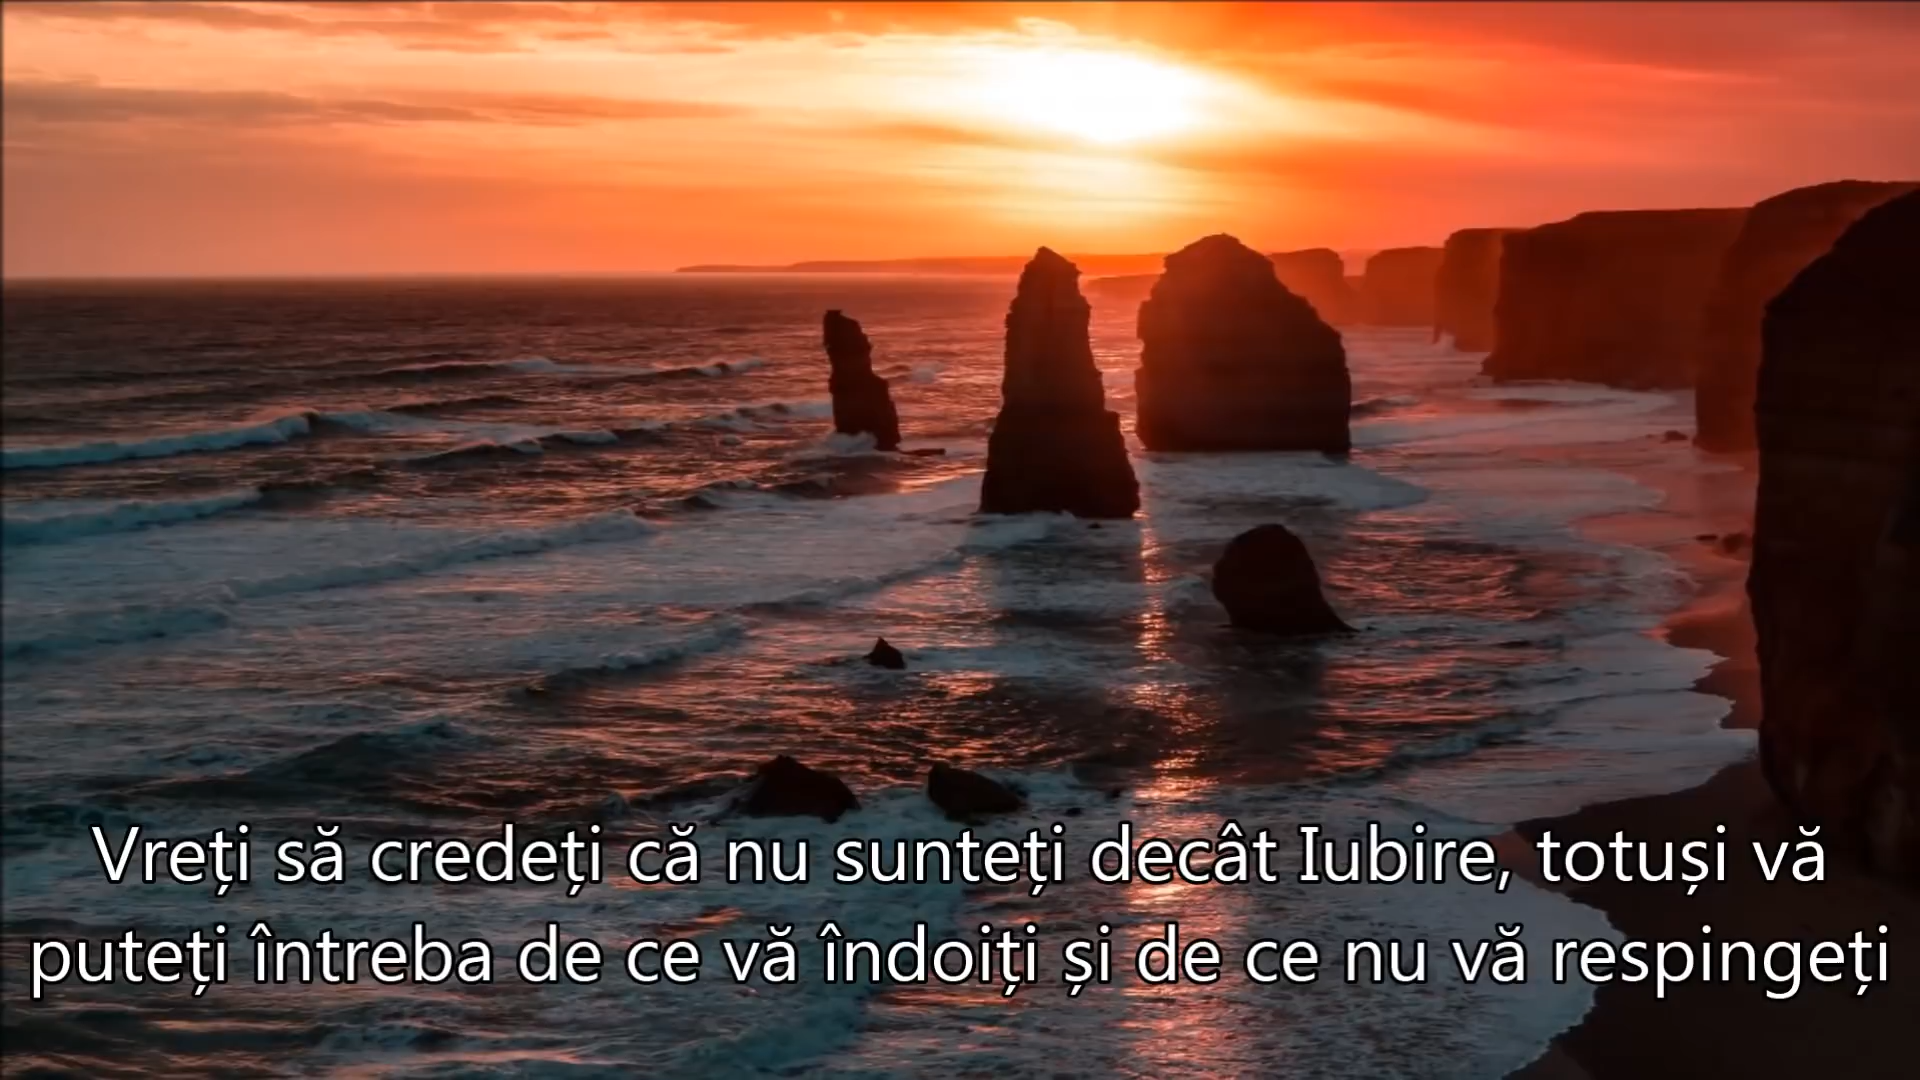 Vreți să credeți că nu sunteți decât Iubire, totuși vă
puteți întreba de ce vă îndoiți și de ce nu vă respingeți